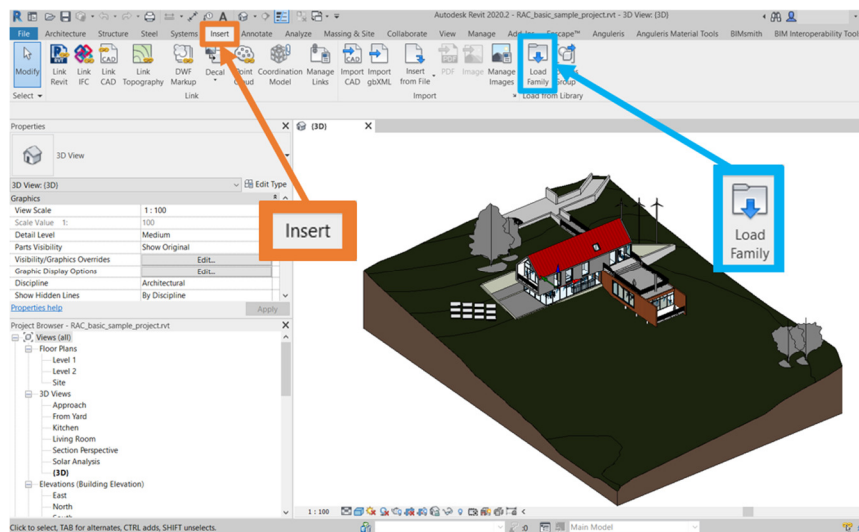 Autodesk Revit 2020.2 - RAC_basic_sample_project.rvt - 3D View: {3D}
File Architecture Structure Steel Systems Insert Annotate Analyze Massing & Site Collaborate View Manage Anguleris Anguleris Material Tools BIMsmith BIM Interoperability Tools
Modify Link Revit Link IFC Link CAD Link Topography DWF Markup Decal Point Cloud Coordination Model Manage Links Import CAD Import gbXML Insert from File PDF Image Manage Images Load Family Group
Select Link Import Load from Library
Properties
{3D}
3D View
3D View: {3D}
Edit Type
Graphics
View Scale 1 : 100
Scale Value 1: 100
Detail Level Medium
Parts Visibility Show Original
Visibility/Graphics Overrides Edit...
Graphic Display Options Edit...
Discipline Architectural
Show Hidden Lines By Discipline
Properties help Apply
Insert
Load
Family
Project Browser - RAC_basic_sample_project.rvt
Views (all)
Floor Plans
Level 1
Level 2
Site
3D Views
Approach
From Yard
Kitchen
Living Room
Section Perspective
Solar Analysis
{3D}
Elevations (Building Elevation)
East
North
1 : 100
Click to select, TAB for alternates, CTRL adds, SHIFT unselects.
:0
Main Model